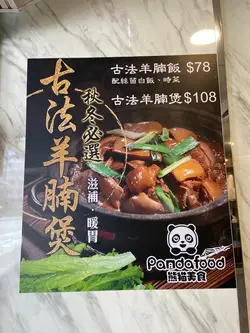 古法羊腩煲
秋冬必選
滋補·暖胃
古法羊腩飯 $78
配絲苗白飯、時菜
古法羊腩煲 $108
Pandafood
熊貓美食